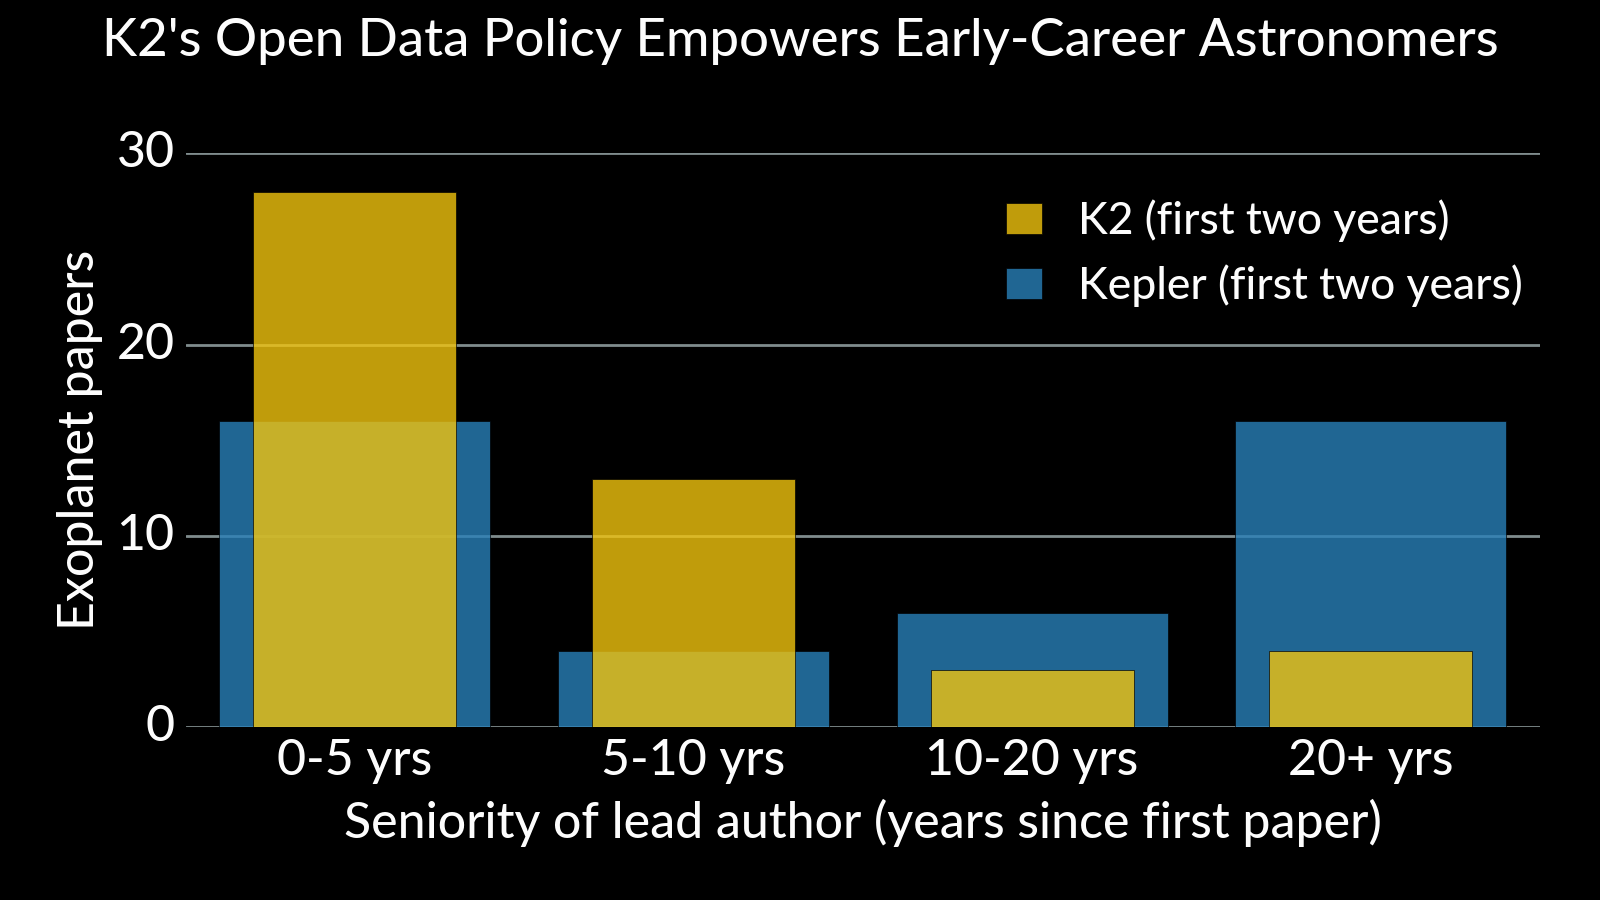 K2's Open Data Policy Empowers Early-Career Astronomers
30
K2 (first two years)
Kepler (first two years)
20
10
0
Exoplanet papers
0-5 yrs
5-10 yrs
10-20 yrs
20+ yrs
Seniority of lead author (years since first paper)